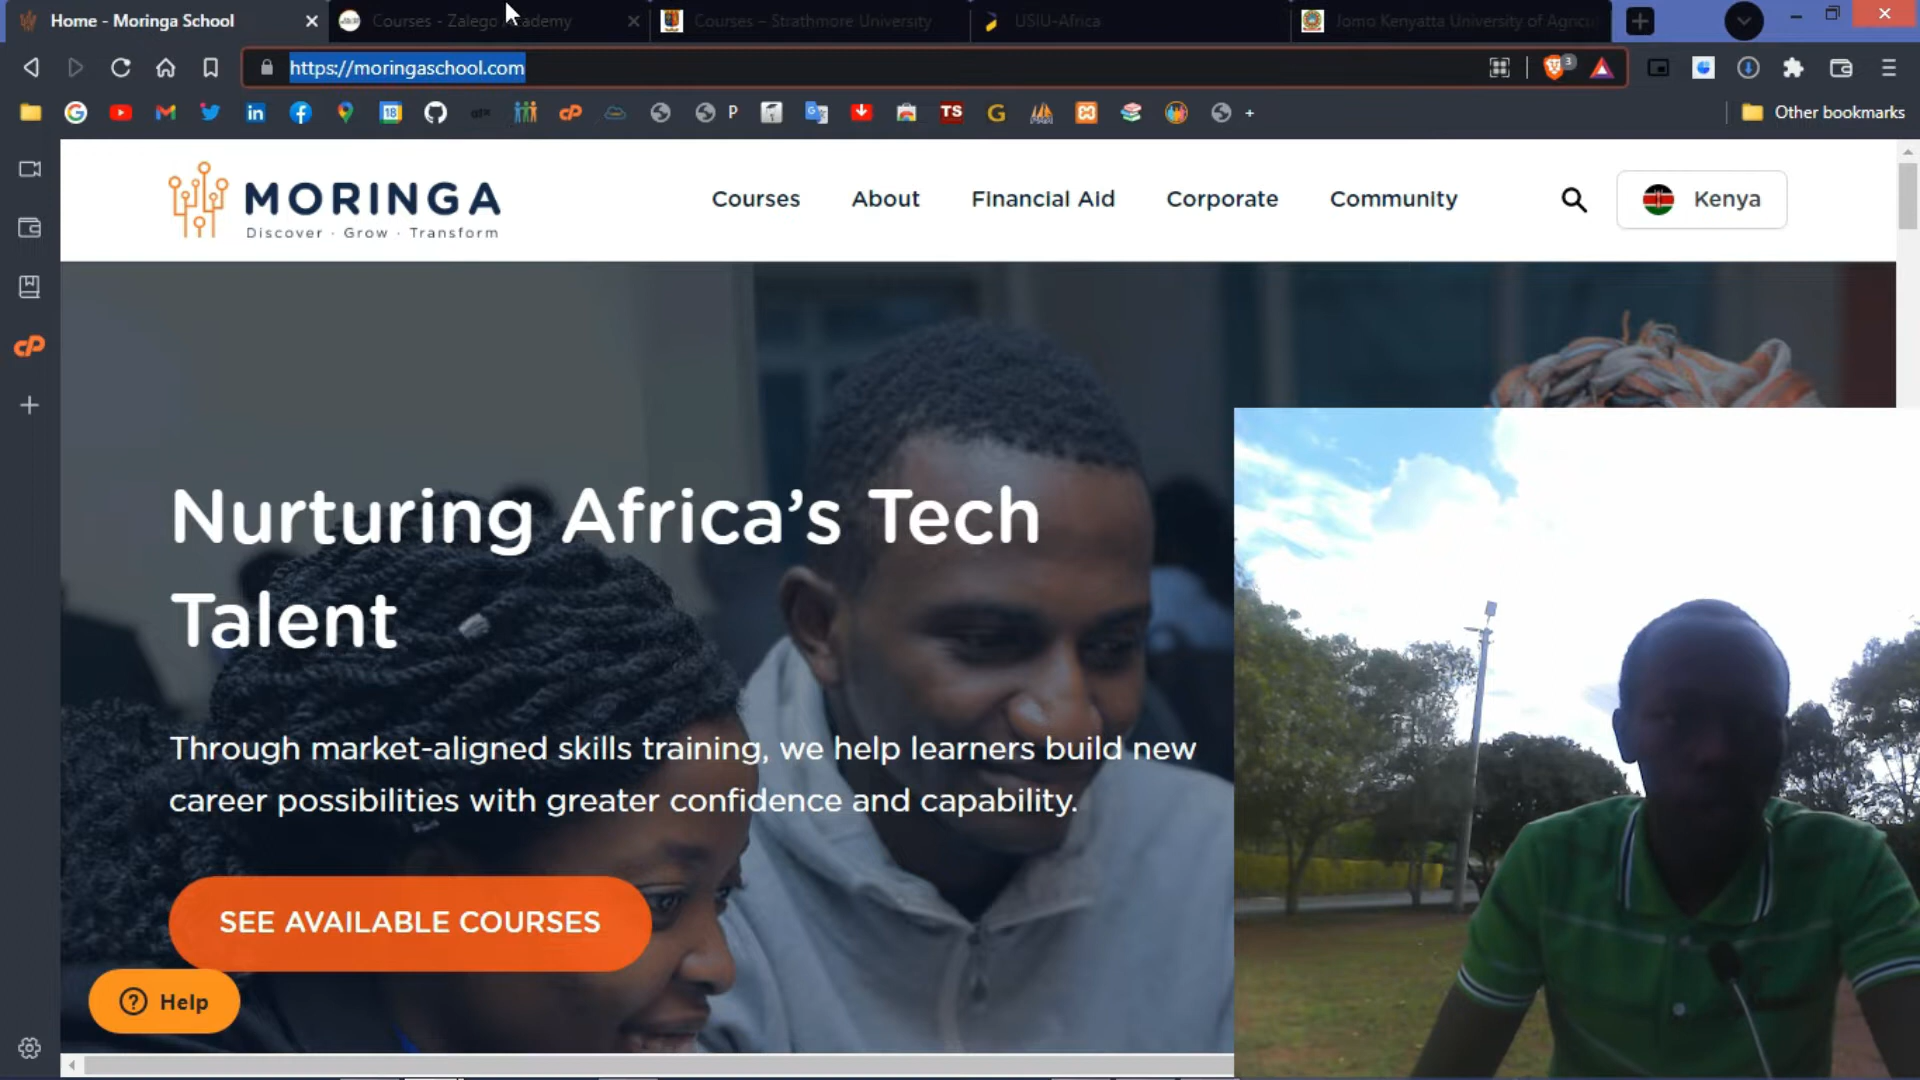 Home - Moringa School
Courses - Zalego Academy
Courses – Strathmore University
USIU-Africa
Jomo Kenyatta University of Agricu
https://moringaschool.com
3
18
P
TS
G
+
Other bookmarks
MORINGA
Discover · Grow · Transform
Courses
About
Financial Aid
Corporate
Community
Kenya
Nurturing Africa’s Tech
Talent
Through market-aligned skills training, we help learners build new
career possibilities with greater confidence and capability.
SEE AVAILABLE COURSES
Help